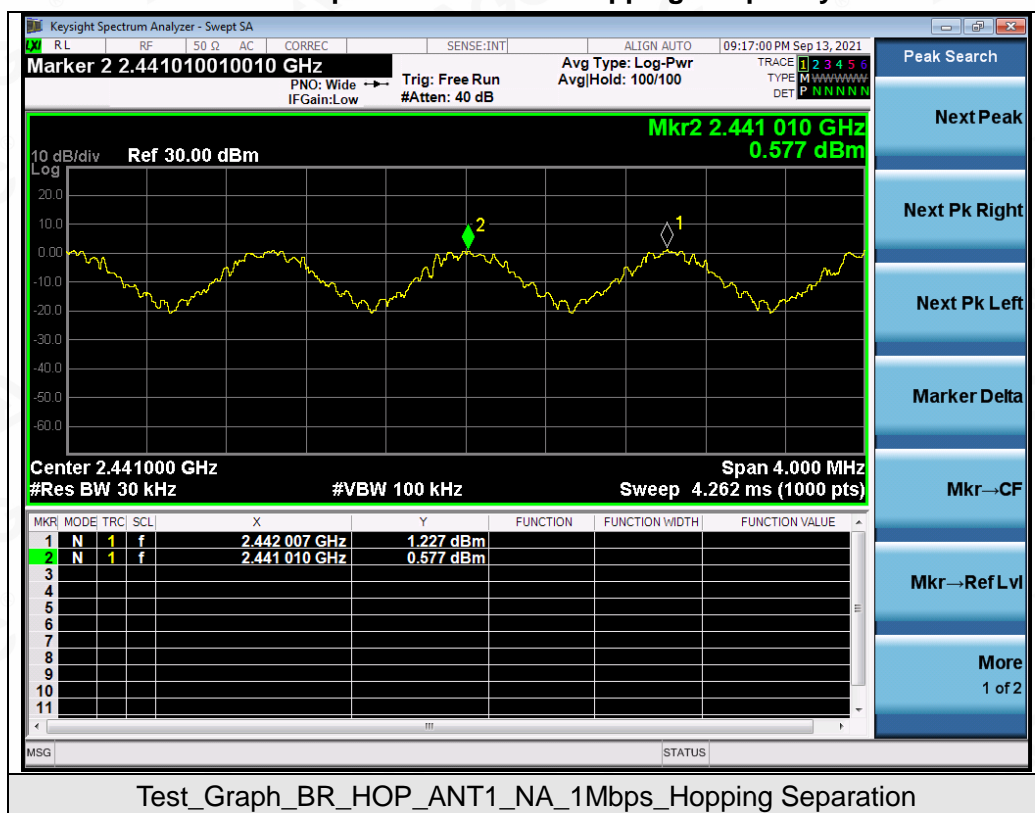 Keysight Spectrum Analyzer - Swept SA
LXI RL RF 50 Ω AC CORREC SENSE:INT ALIGN AUTO 09:17:00 PM Sep 13, 2021
Marker 2 2.441010010010 GHz
PNO: Wide
IFGain:Low
Trig: Free Run
#Atten: 40 dB
Avg Type: Log-Pwr
Avg|Hold: 100/100
TRACE 1 2 3 4 5 6
TYPE M WWWWW
DET P N N N N N
Peak Search
Mkr2 2.441 010 GHz
0.577 dBm
10 dB/div Ref 30.00 dBm
Log
20.0
10.0
0.00
-10.0
-20.0
-30.0
-40.0
-50.0
-60.0
2
1
Center 2.441000 GHz
Span 4.000 MHz
#Res BW 30 kHz
#VBW 100 kHz
Sweep 4.262 ms (1000 pts)
MKR MODE TRC SCL X Y FUNCTION FUNCTION WIDTH FUNCTION VALUE
1 N 1 f 2.442 007 GHz 1.227 dBm
2 N 1 f 2.441 010 GHz 0.577 dBm
3
4
5
6
7
8
9
10
11
Next Peak
Next Pk Right
Next Pk Left
Marker Delta
Mkr→CF
Mkr→Ref Lvl
More
1 of 2
MSG STATUS
Test_Graph_BR_HOP_ANT1_NA_1Mbps_Hopping Separation